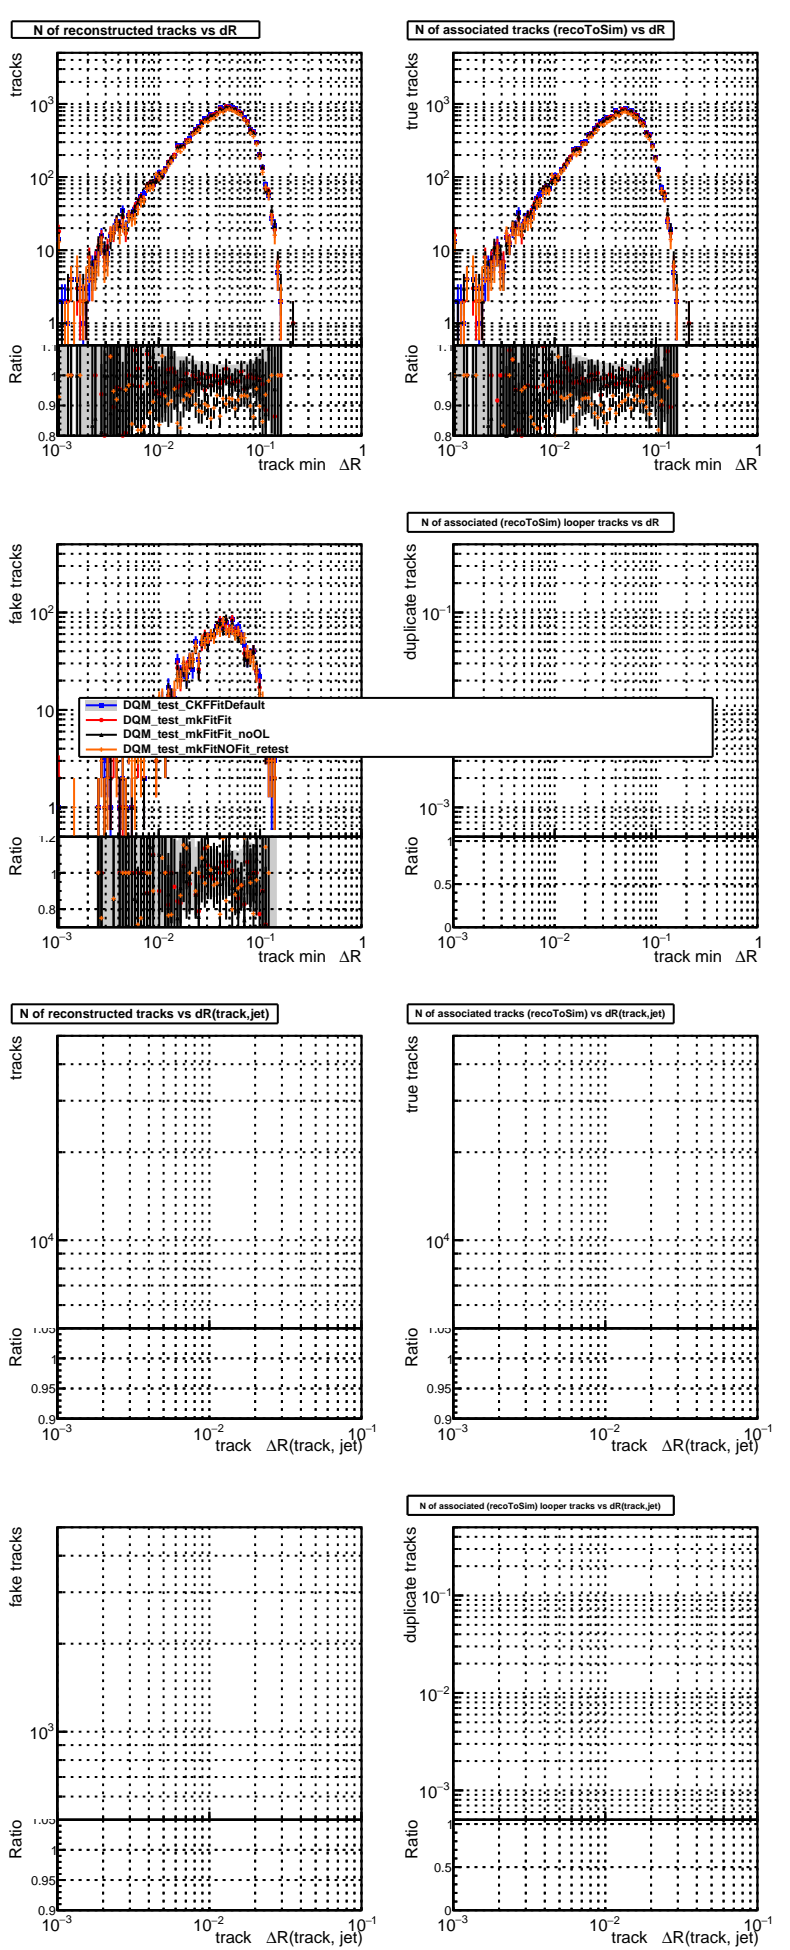 N of reconstructed tracks vs dR
tracks
10³
10²
10
1
Ratio
1
0.9
0.8
10⁻³
10⁻²
10⁻¹
1
track min ΔR
N of associated tracks (recoToSim) vs dR
true tracks
10³
10²
10
1
Ratio
1
0.9
0.8
10⁻³
10⁻²
10⁻¹
1
track min ΔR
fake tracks
10²
10
1
Ratio
1
0.8
10⁻³
10⁻²
10⁻¹
1
track min ΔR
N of associated (recoToSim) looper tracks vs dR
duplicate tracks
10⁻¹
10⁻³
Ratio
1
0.5
0
10⁻³
10⁻²
10⁻¹
1
track min ΔR
DQM_test_CKFFitDefault
DQM_test_mkFitFit
DQM_test_mkFitFit_noOL
DQM_test_mkFitNOFit_retest
N of reconstructed tracks vs dR(track,jet)
tracks
10⁴
Ratio
1.05
1
0.95
0.9
10⁻³
10⁻²
10⁻¹
track ΔR(track, jet)
N of associated tracks (recoToSim) vs dR(track,jet)
true tracks
10⁴
Ratio
1.05
1
0.95
0.9
10⁻³
10⁻²
10⁻¹
track ΔR(track, jet)
fake tracks
10³
Ratio
1.05
1
0.95
0.9
10⁻³
10⁻²
10⁻¹
track ΔR(track, jet)
N of associated (recoToSim) looper tracks vs dR(track,jet)
duplicate tracks
10⁻¹
10⁻²
10⁻³
Ratio
1
0.5
0
10⁻³
10⁻²
10⁻¹
track ΔR(track, jet)